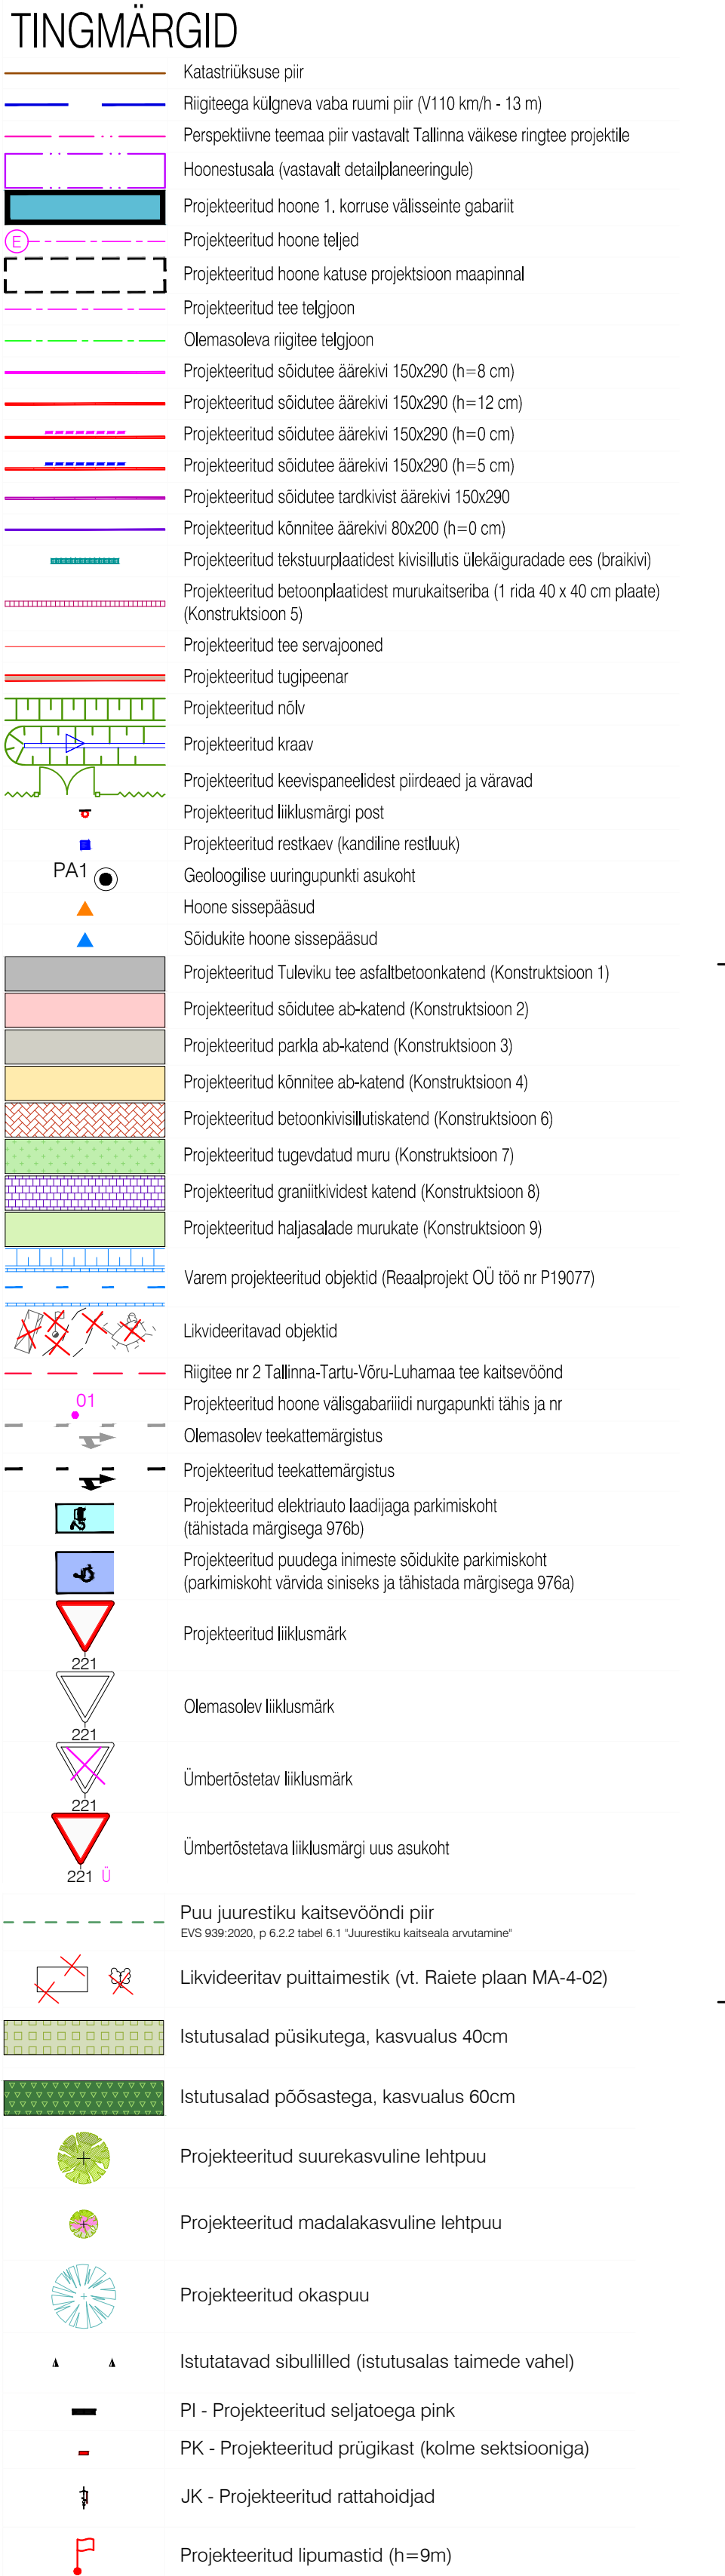 TINGMÄRGID
Katastriüksuse piir
Riigiteega külgneva vaba ruumi piir (V110 km/h - 13 m)
Perspektiivne teemaa piir vastavalt Tallinna väikese ringtee projektile
Hoonestusala (vastavalt detailplaneeringule)
Projekteeritud hoone 1. korruse välisseinte gabariit
E Projekteeritud hoone teljed
Projekteeritud hoone katuse projektsioon maapinnal
Projekteeritud tee telgjoon
Olemasoleva riigitee telgjoon
Projekteeritud sõidutee äärekivi 150x290 (h=8 cm)
Projekteeritud sõidutee äärekivi 150x290 (h=12 cm)
Projekteeritud sõidutee äärekivi 150x290 (h=0 cm)
Projekteeritud sõidutee äärekivi 150x290 (h=5 cm)
Projekteeritud sõidutee tardkivist äärekivi 150x290
Projekteeritud kõnnitee äärekivi 80x200 (h=0 cm)
Projekteeritud tekstuurplaatidest kivisillutis ülekäiguradade ees (braikivi)
Projekteeritud betoonplaatidest murukaitseriba (1 rida 40 x 40 cm plaate)
(Konstruktsioon 5)
Projekteeritud tee servajooned
Projekteeritud tugipeenar
Projekteeritud nõlv
Projekteeritud kraav
Projekteeritud keevispaneelidest piirdeaed ja väravad
Projekteeritud liiklusmärgi post
Projekteeritud restkaev (kandiline restluuk)
PA1 Geoloogilise uuringupunkti asukoht
Hoone sissepääsud
Sõidukite hoone sissepääsud
Projekteeritud Tuleviku tee asfaltbetoonkatend (Konstruktsioon 1)
Projekteeritud sõidutee ab-katend (Konstruktsioon 2)
Projekteeritud parkla ab-katend (Konstruktsioon 3)
Projekteeritud kõnnitee ab-katend (Konstruktsioon 4)
Projekteeritud betoonkivisillutiskatend (Konstruktsioon 6)
Projekteeritud tugevdatud muru (Konstruktsioon 7)
Projekteeritud graniitkividest katend (Konstruktsioon 8)
Projekteeritud haljasalade murukate (Konstruktsioon 9)
Varem projekteeritud objektid (Reaalprojekt OÜ töö nr P19077)
Likvideeritavad objektid
Riigitee nr 2 Tallinna-Tartu-Võru-Luhamaa tee kaitsevöönd
01 Projekteeritud hoone välisgabariidi nurgapunkti tähis ja nr
Olemasolev teekattemärgistus
Projekteeritud teekattemärgistus
Projekteeritud elektriauto laadijaga parkimiskoht
(tähistada märgisega 976b)
Projekteeritud puudega inimeste sõidukite parkimiskoht
(parkimiskoht värvida siniseks ja tähistada märgisega 976a)
Projekteeritud liiklusmärk
221
Olemasolev liiklusmärk
221
Ümbertõstetav liiklusmärk
221
Ümbertõstetava liiklusmärgi uus asukoht
221 Ü
Puu juurestiku kaitsevööndi piir
EVS 939:2020, p 6.2.2 tabel 6.1 "Juurestiku kaitseala arvutamine"
Likvideeritav puittaimestik (vt. Raiete plaan MA-4-02)
Istutusalad püsikutega, kasvualus 40cm
Istutusalad põõsastega, kasvualus 60cm
Projekteeritud suurekasvuline lehtpuu
Projekteeritud madalakasvuline lehtpuu
Projekteeritud okaspuu
Istutatavad sibullilled (istutusalas taimede vahel)
PI - Projekteeritud seljatoega pink
PK - Projekteeritud prügikast (kolme sektsiooniga)
JK - Projekteeritud rattahoidjad
Projekteeritud lipumastid (h=9m)